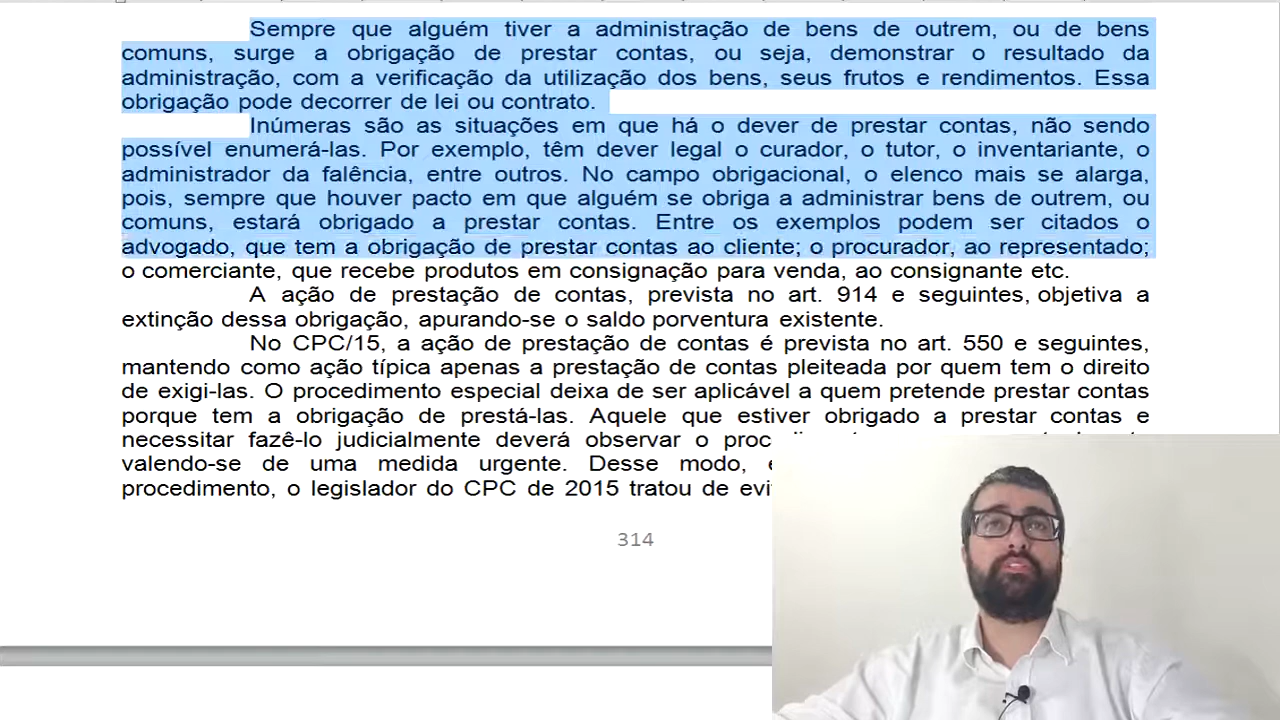 Sempre que alguém tiver a administração de bens de outrem, ou de bens
comuns, surge a obrigação de prestar contas, ou seja, demonstrar o resultado da
administração, com a verificação da utilização dos bens, seus frutos e rendimentos. Essa
obrigação pode decorrer de lei ou contrato.
Inúmeras são as situações em que há o dever de prestar contas, não sendo
possível enumerá-las. Por exemplo, têm dever legal o curador, o tutor, o inventariante, o
administrador da falência, entre outros. No campo obrigacional, o elenco mais se alarga,
pois, sempre que houver pacto em que alguém se obriga a administrar bens de outrem, ou
comuns, estará obrigado a prestar contas. Entre os exemplos podem ser citados o
advogado, que tem a obrigação de prestar contas ao cliente; o procurador, ao representado;
o comerciante, que recebe produtos em consignação para venda, ao consignante etc.
A ação de prestação de contas, prevista no art. 914 e seguintes, objetiva a
extinção dessa obrigação, apurando-se o saldo porventura existente.
No CPC/15, a ação de prestação de contas é prevista no art. 550 e seguintes,
mantendo como ação típica apenas a prestação de contas pleiteada por quem tem o direito
de exigi-las. O procedimento especial deixa de ser aplicável a quem pretende prestar contas
porque tem a obrigação de prestá-las. Aquele que estiver obrigado a prestar contas e
necessitar fazê-lo judicialmente deverá observar o
valendo-se de uma medida urgente. Desse modo,
procedimento, o legislador do CPC de 2015 tratou de
314